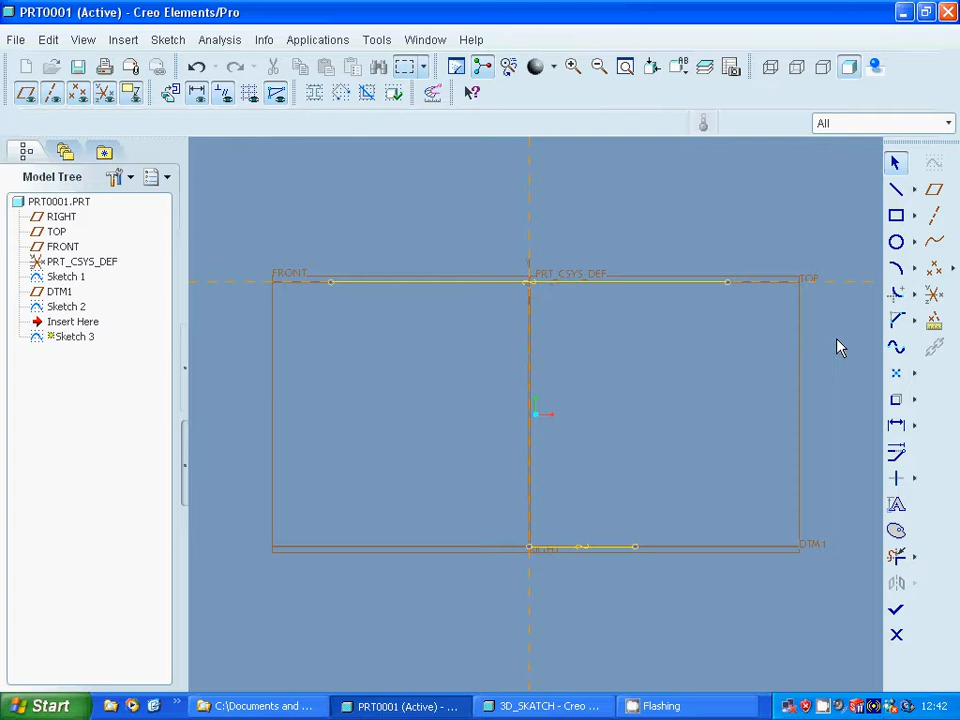 PRT0001 (Active) - Creo Elements/Pro
File Edit View Insert Sketch Analysis Info Applications Tools Window Help
All
Model Tree
PRT0001.PRT
RIGHT
TOP
FRONT
PRT_CSYS_DEF
Sketch 1
DTM1
Sketch 2
Insert Here
Sketch 3
FRONT
PRT_CSYS_DEF
TOP
DTM1
Start
C:\Documents and ...
PRT0001 (Active) - ...
3D_SKATCH - Creo ...
Flashing
12:42